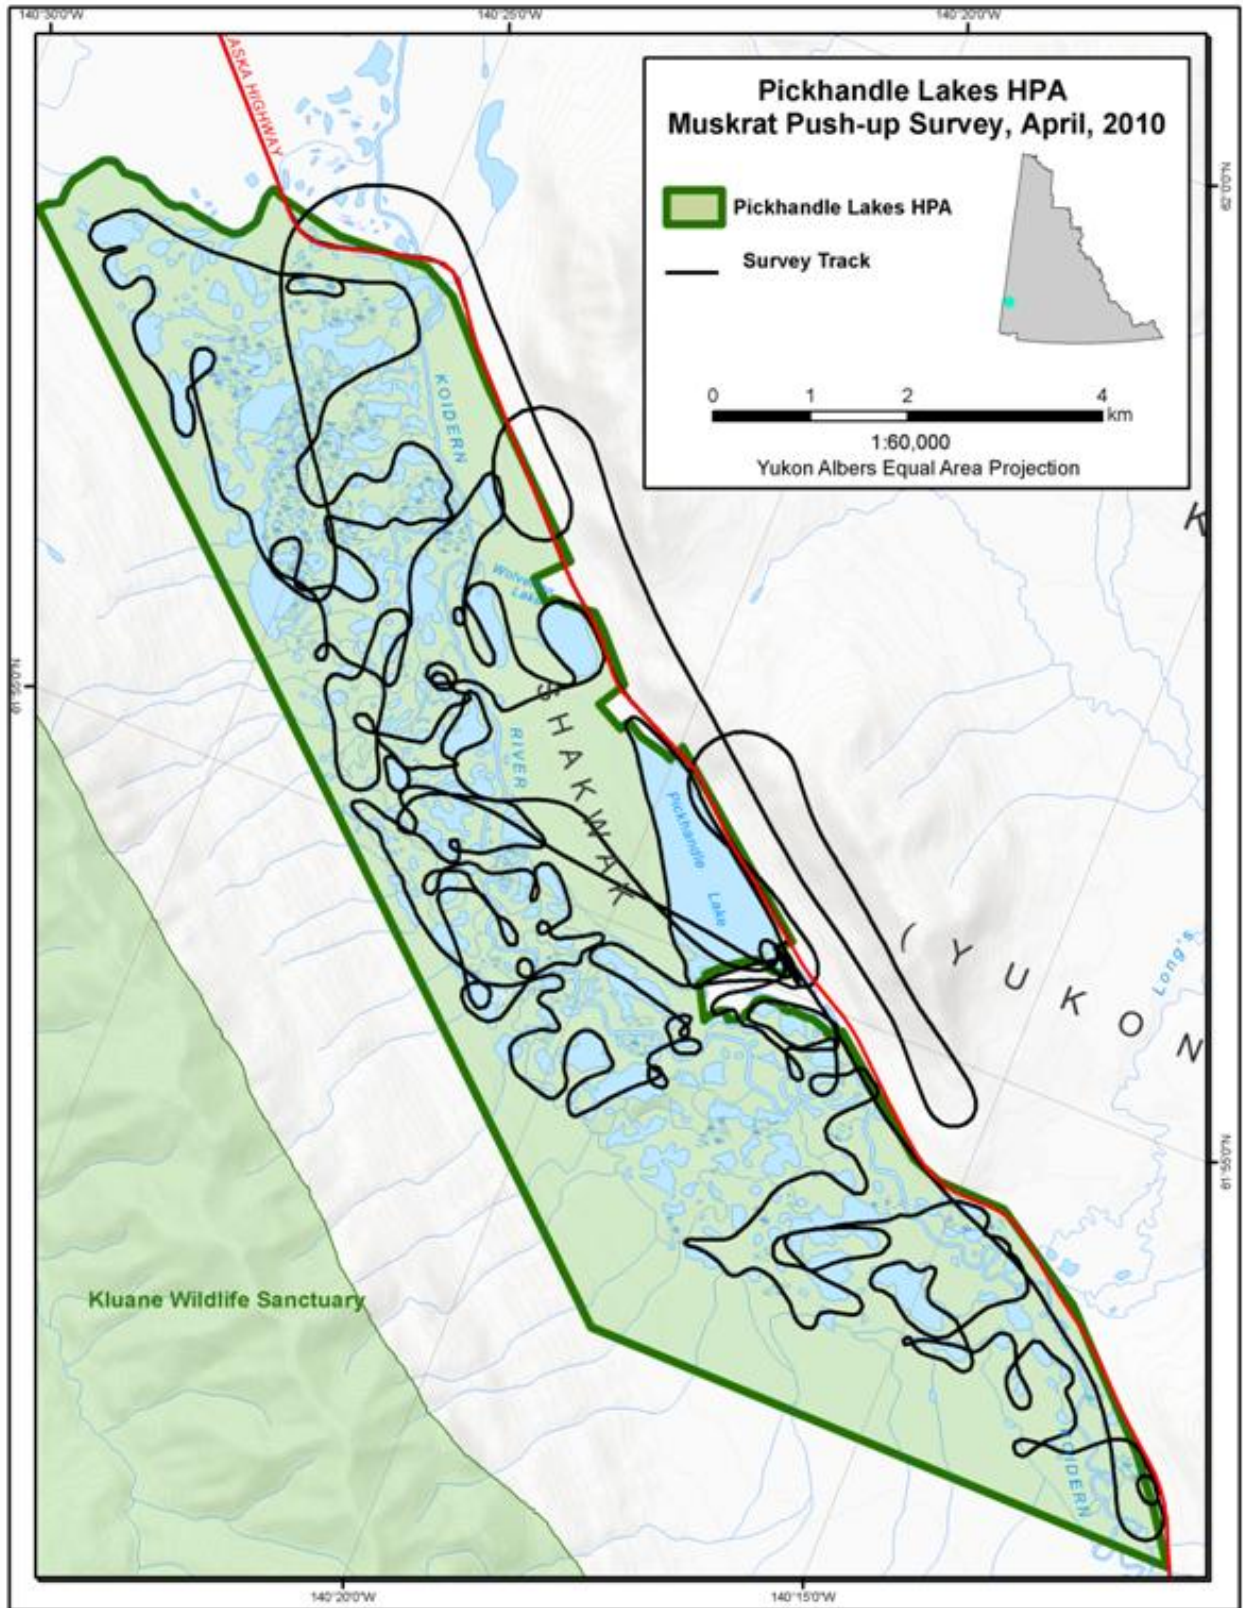 140°30'0"W
140°25'0"W
140°20'0"W
ASKA HIGHWAY
Pickhandle Lakes HPA
Muskrat Push-up Survey, April, 2010
Pickhandle Lakes HPA
Survey Track
0 1 2 4
km
1:60,000
Yukon Albers Equal Area Projection
62°0'0"N
KOIDERN
K
Lake
61°55'0"N
RIVER
SHAKWAK
Pickhandle
Lake
(YUKON
Long's
61°55'0"N
Kluane Wildlife Sanctuary
KOIDERN
140°20'0"W
140°15'0"W